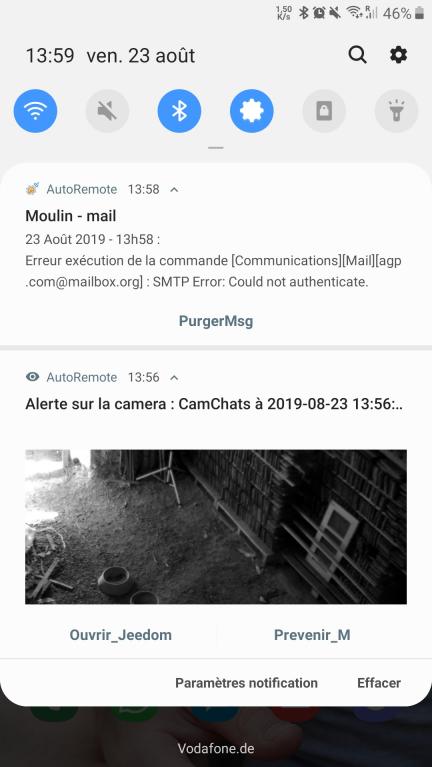 1,50 K/s R 46%
13:59 ven. 23 août
AutoRemote 13:58
Moulin - mail
23 Août 2019 - 13h58 :
Erreur exécution de la commande [Communications][Mail][agp
.com@mailbox.org] : SMTP Error: Could not authenticate.
PurgerMsg
AutoRemote 13:56
Alerte sur la camera : CamChats à 2019-08-23 13:56:..
Ouvrir_Jeedom Prevenir_M
Paramètres notification Effacer
Vodafone.de